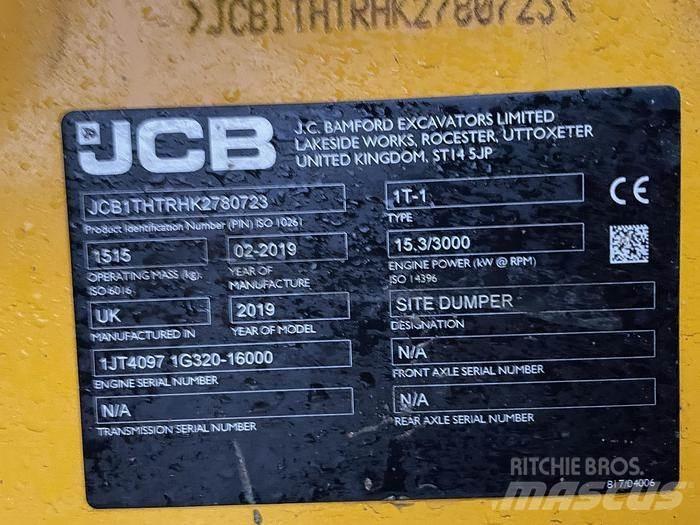 >JCB1THTRHK2780723<
JCB
J.C. BAMFORD EXCAVATORS LIMITED
LAKESIDE WORKS, ROCESTER, UTTOXETER
UNITED KINGDOM, ST14 5JP
JCB1THTRHK2780723
Product Identification Number (PIN) ISO 10261
1T-1
TYPE
CE
1515
OPERATING MASS (kg)
ISO 6016
02-2019
YEAR OF
MANUFACTURE
15.3/3000
ENGINE POWER (kW @ RPM)
ISO 14396
UK
MANUFACTURED IN
2019
YEAR OF MODEL
SITE DUMPER
DESIGNATION
1JT4097 1G320-16000
ENGINE SERIAL NUMBER
N/A
FRONT AXLE SERIAL NUMBER
N/A
TRANSMISSION SERIAL NUMBER
N/A
REAR AXLE SERIAL NUMBER
817/04006
RITCHIE BROS.
MASCUS